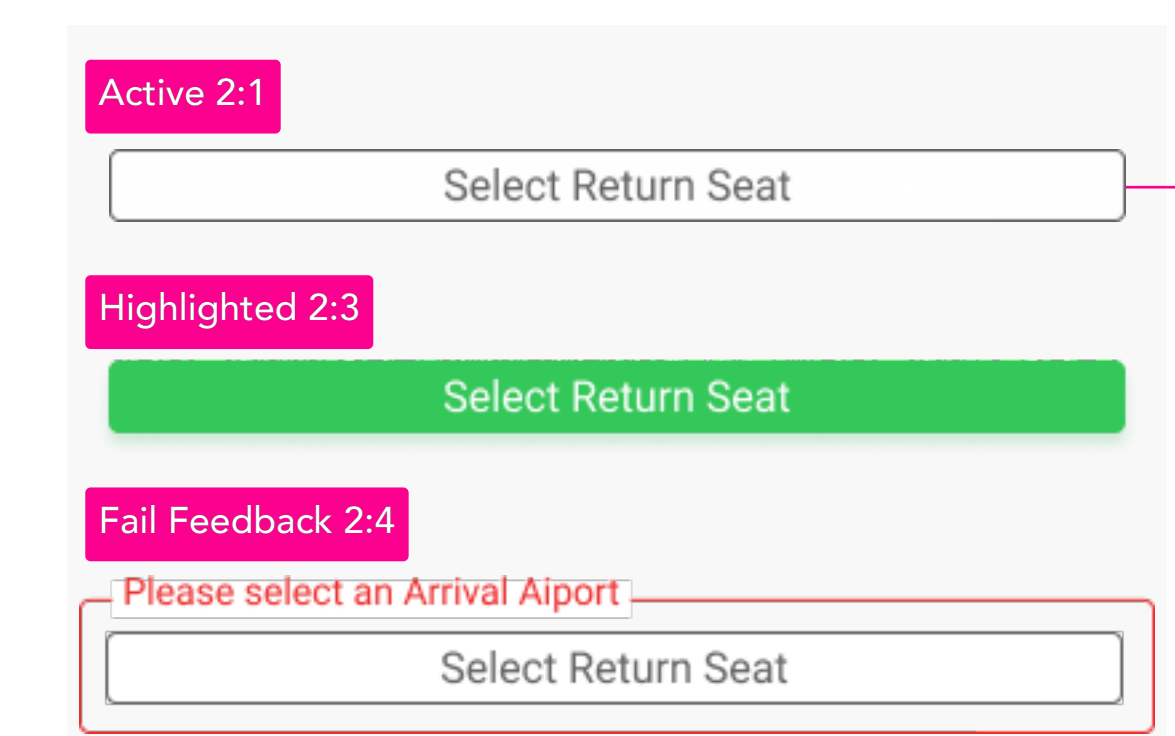 Active 2:1
Select Return Seat
Highlighted 2:3
Select Return Seat
Fail Feedback 2:4
Please select an Arrival Aiport
Select Return Seat